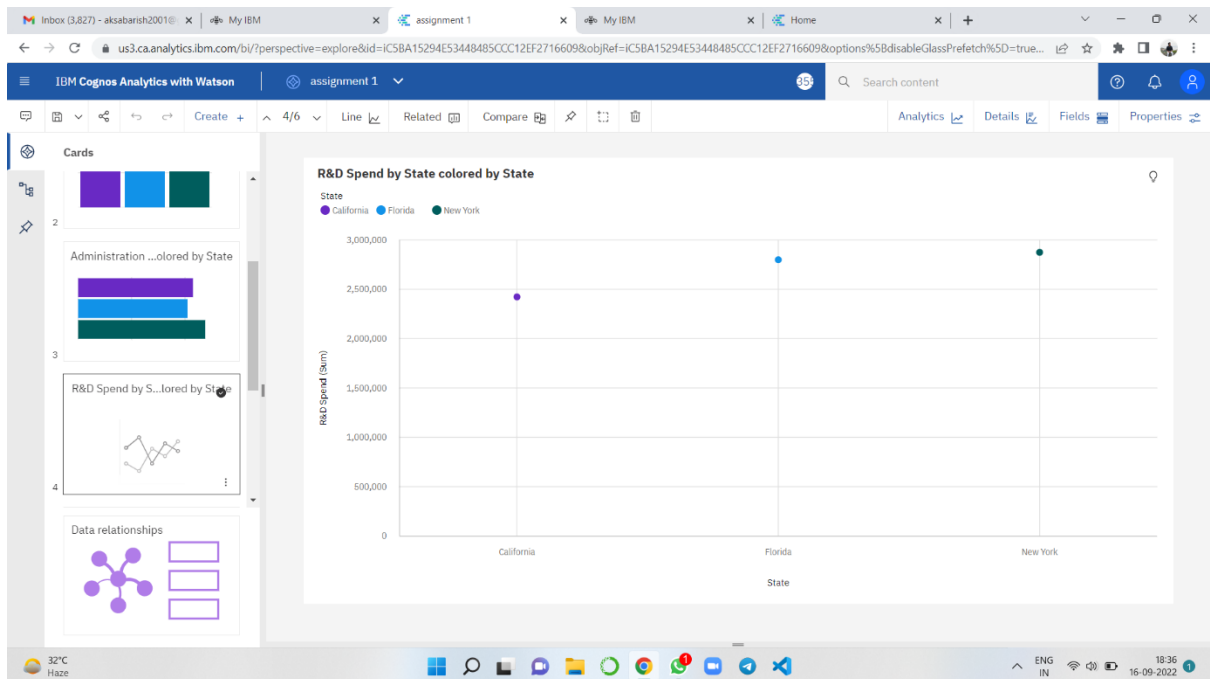 Inbox (3,827) - aksabarish2001@
My IBM
assignment 1
My IBM
Home
us3.ca.analytics.ibm.com/bi/?perspective=explore&id=iC5BA15294E53448485CCC12EF2716609&objRef=iC5BA15294E53448485CCC12EF2716609&options%5BdisableGlassPrefetch%5D=true...
IBM Cognos Analytics with Watson
assignment 1
Search content
Create +
4/6
Line
Related
Compare
Analytics
Details
Fields
Properties
Cards
2
Administration ...olored by State
3
R&D Spend by S...lored by State
4
Data relationships
R&D Spend by State colored by State
State
California Florida New York
3,000,000
2,500,000
2,000,000
1,500,000
1,000,000
500,000
0
R&D Spend (Sum)
California Florida New York
State
32°C
Haze
1
ENG
IN
18:36
16-09-2022
1